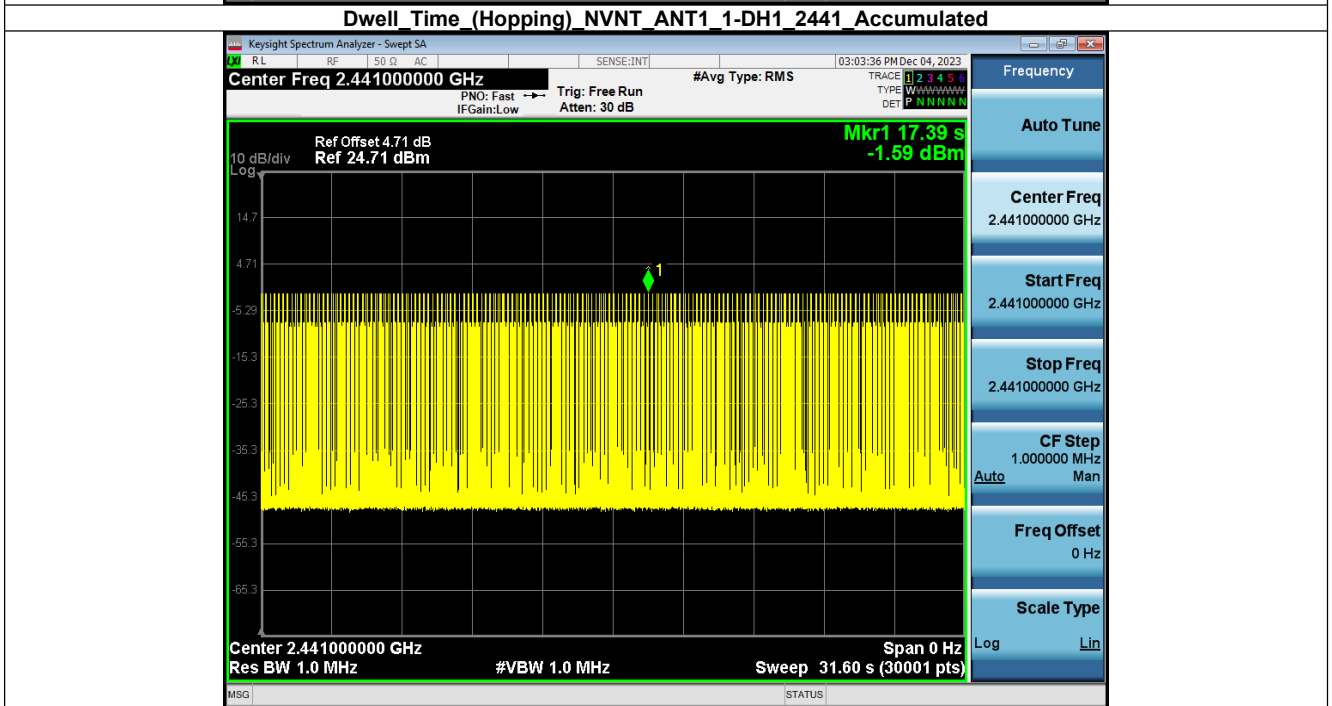 Dwell_Time_(Hopping)_NVNT_ANT1_1-DH1_2441_Accumulated
Keysight Spectrum Analyzer - Swept SA
LXI RL RF 50 Ω AC SENSE:INT 03:03:36 PM Dec 04, 2023
Center Freq 2.441000000 GHz
PNO: Fast
IFGain:Low
Trig: Free Run
Atten: 30 dB
#Avg Type: RMS
TRACE 1 2 3 4 5 6
TYPE WWWWWW
DET P N N N N N
Ref Offset 4.71 dB
10 dB/div Ref 24.71 dBm
Log
Mkr1 17.39 s
-1.59 dBm
14.7
4.71
-5.29
-15.3
-25.3
-35.3
-45.3
-55.3
-65.3
1
Center 2.441000000 GHz Span 0 Hz
Res BW 1.0 MHz #VBW 1.0 MHz Sweep 31.60 s (30001 pts)
MSG STATUS
Frequency
Auto Tune
Center Freq
2.441000000 GHz
Start Freq
2.441000000 GHz
Stop Freq
2.441000000 GHz
CF Step
1.000000 MHz
Auto Man
Freq Offset
0 Hz
Scale Type
Log Lin